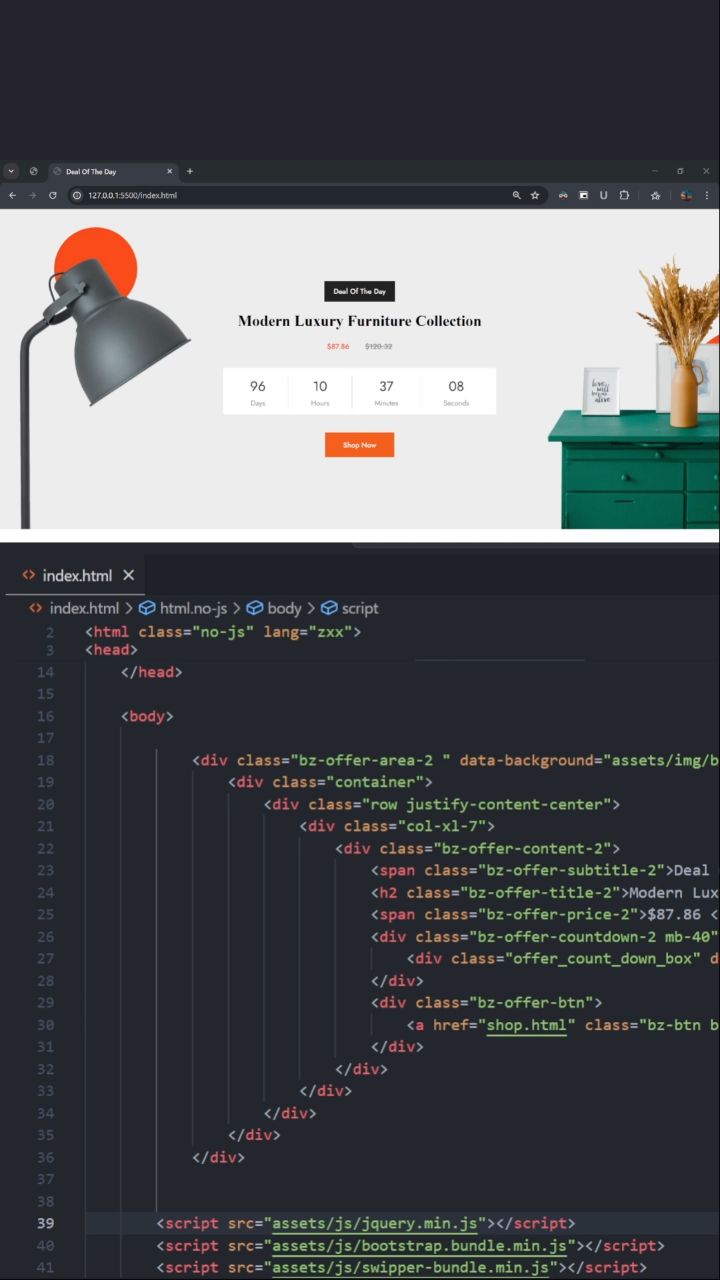 Deal Of The Day
127.0.0.1:5500/index.html
Deal Of The Day
Modern Luxury Furniture Collection
$87.86 $120.32
96 10 37 08
Days Hours Minutes Seconds
Shop Now
love
will
keep us
alive
index.html
index.html > html.no-js > body > script
2 <html class="no-js" lang="zxx">
3 <head>
14 </head>
15
16 <body>
17
18 <div class="bz-offer-area-2 " data-background="assets/img/b
19 <div class="container">
20 <div class="row justify-content-center">
21 <div class="col-xl-7">
22 <div class="bz-offer-content-2">
23 <span class="bz-offer-subtitle-2">Deal
24 <h2 class="bz-offer-title-2">Modern Lux
25 <span class="bz-offer-price-2">$87.86 <
26 <div class="bz-offer-countdown-2 mb-40"
27 <div class="offer_count_down_box" d
28 </div>
29 <div class="bz-offer-btn">
30 <a href="shop.html" class="bz-btn b
31 </div>
32 </div>
33 </div>
34 </div>
35 </div>
36 </div>
37
38
39 <script src="assets/js/jquery.min.js"></script>
40 <script src="assets/js/bootstrap.bundle.min.js"></script>
41 <script src="assets/js/swipper-bundle.min.js"></script>